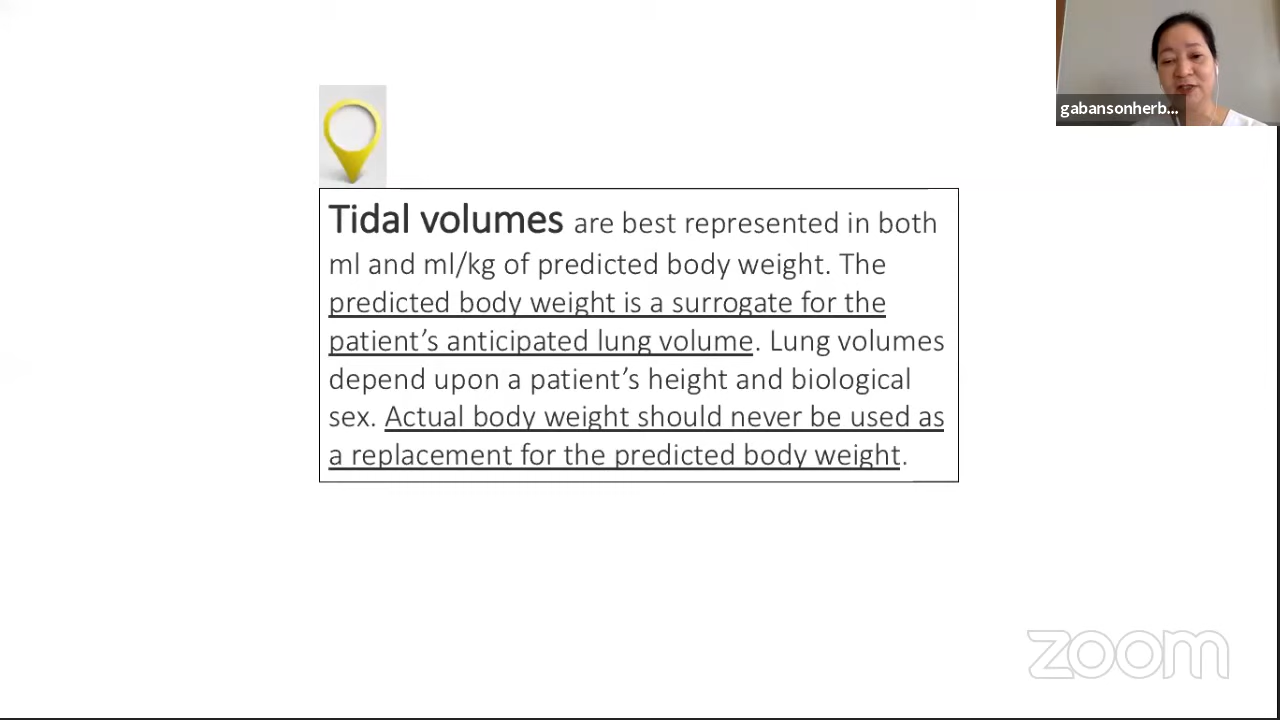 gabansonherb...
Tidal volumes are best represented in both
ml and ml/kg of predicted body weight. The
predicted body weight is a surrogate for the
patient’s anticipated lung volume. Lung volumes
depend upon a patient’s height and biological
sex. Actual body weight should never be used as
a replacement for the predicted body weight.
zoom